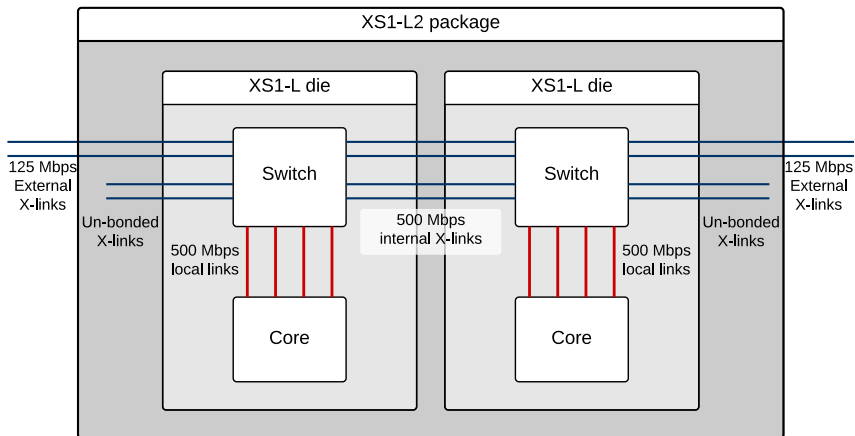 XS1-L2 package
XS1-L die
XS1-L die
Switch
Switch
125 Mbps
External
X-links
125 Mbps
External
X-links
Un-bonded
X-links
500 Mbps
internal X-links
Un-bonded
X-links
500 Mbps
local links
500 Mbps
local links
Core
Core